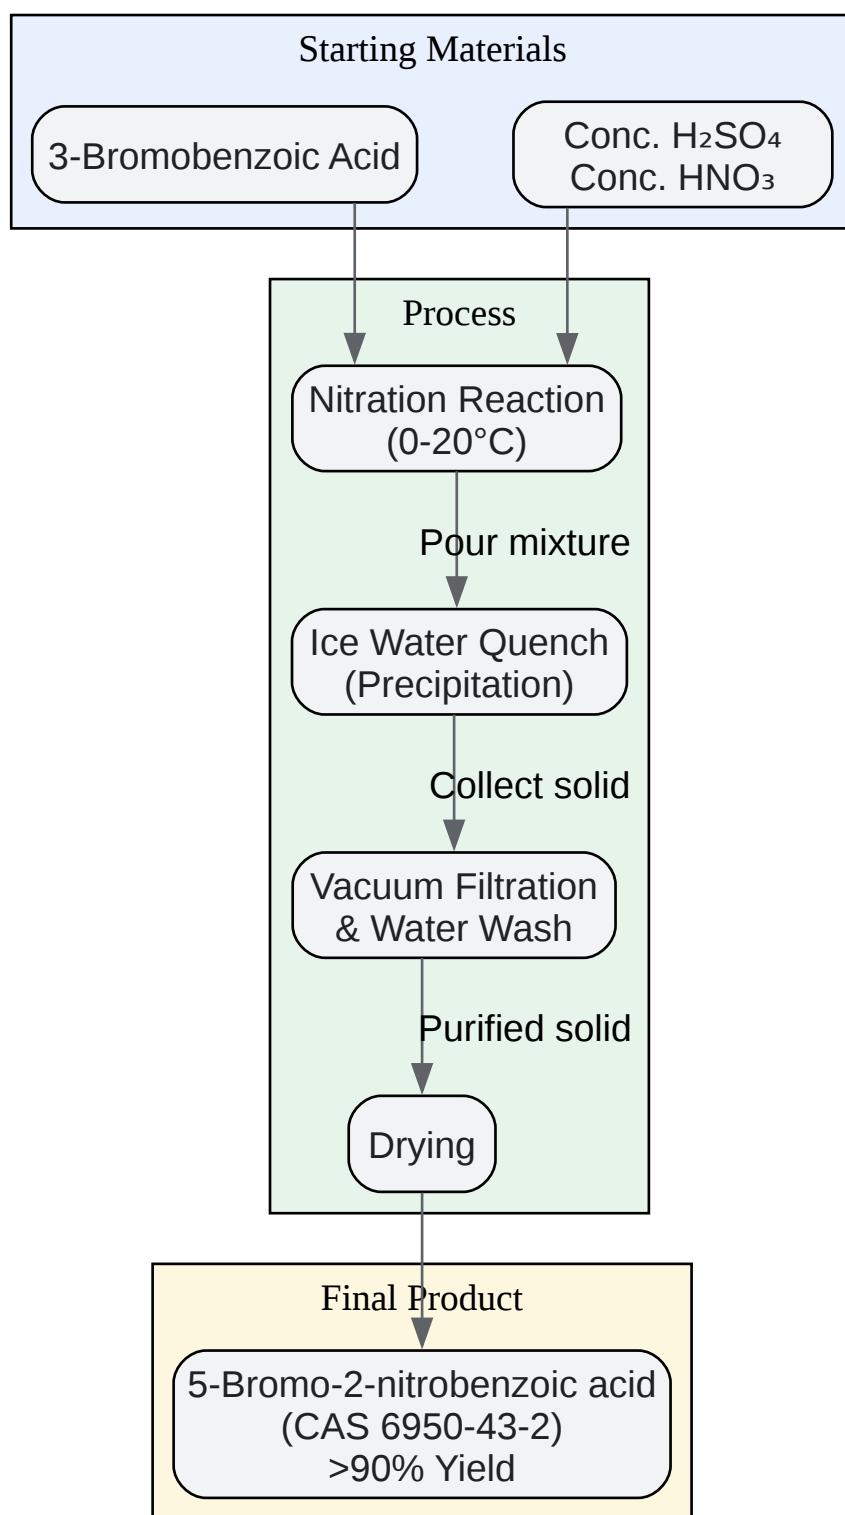 Starting Materials
3-Bromobenzoic Acid
Conc. H₂SO₄
Conc. HNO₃
Process
Nitration Reaction
(0-20°C)
Pour mixture
Ice Water Quench
(Precipitation)
Collect solid
Vacuum Filtration
& Water Wash
Purified solid
Drying
Final Product
5-Bromo-2-nitrobenzoic acid
(CAS 6950-43-2)
>90% Yield